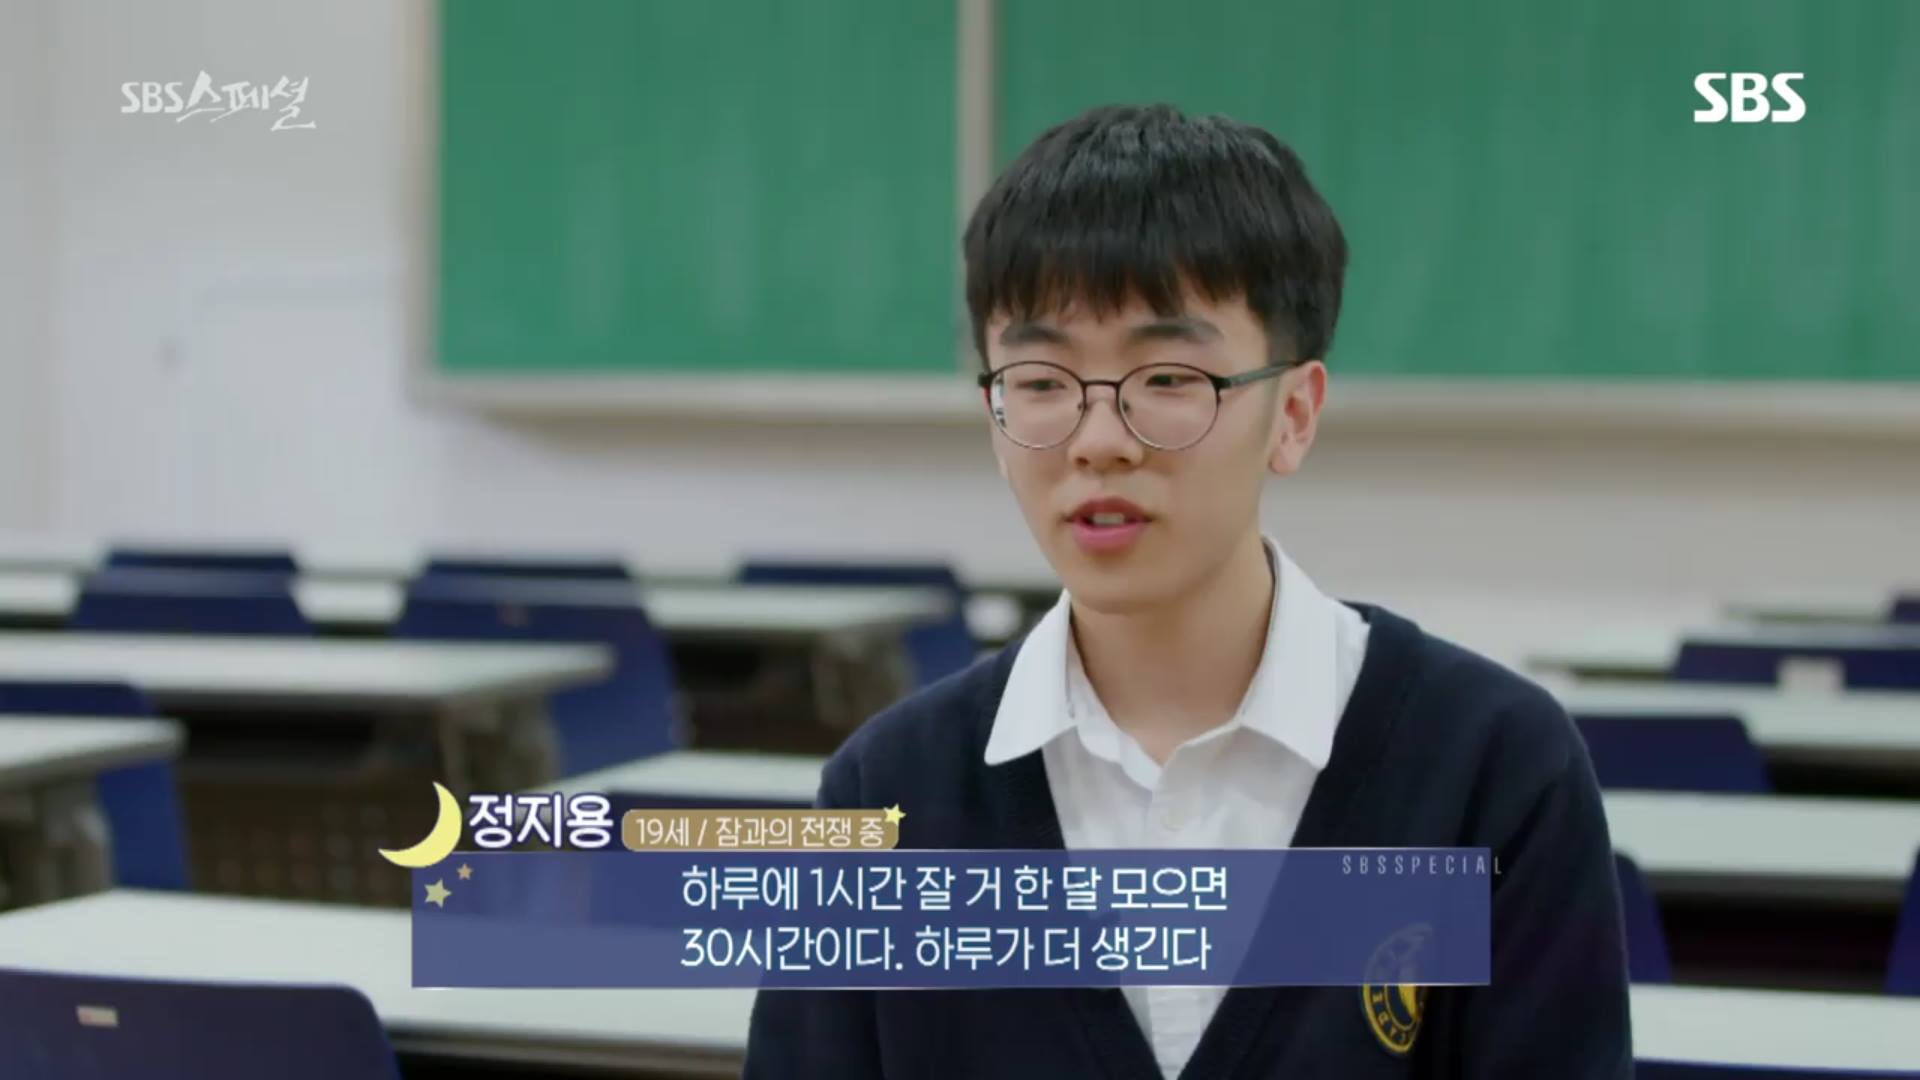 SBS스페셜
SBS
정지용
19세 / 잠과의 전쟁 중
SBSSPECIAL
하루에 1시간 잘 거 한 달 모으면
30시간이다. 하루가 더 생긴다